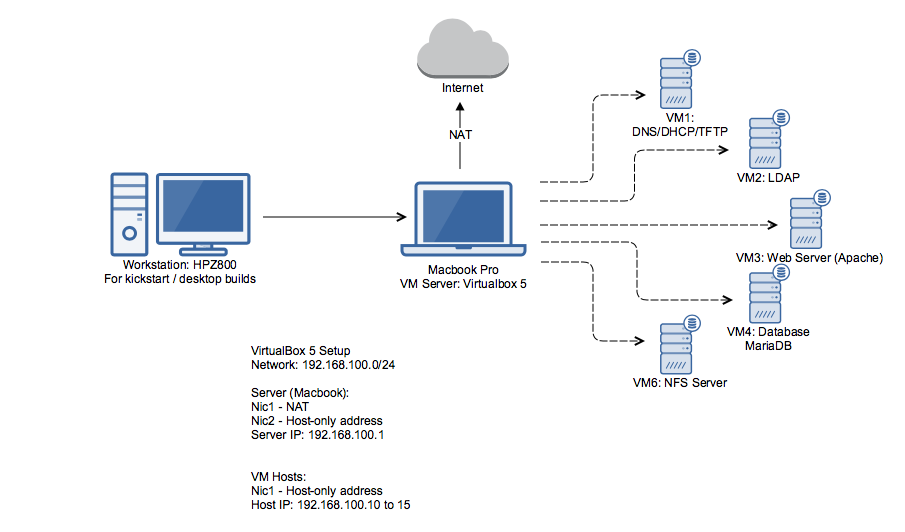 Internet
NAT
VM1:
DNS/DHCP/TFTP
VM2: LDAP
VM3: Web Server (Apache)
VM4: Database
MariaDB
VM6: NFS Server
Workstation: HPZ800
For kickstart / desktop builds
Macbook Pro
VM Server: Virtualbox 5
VirtualBox 5 Setup
Network: 192.168.100.0/24
Server (Macbook):
Nic1 - NAT
Nic2 - Host-only address
Server IP: 192.168.100.1
VM Hosts:
Nic1 - Host-only address
Host IP: 192.168.100.10 to 15